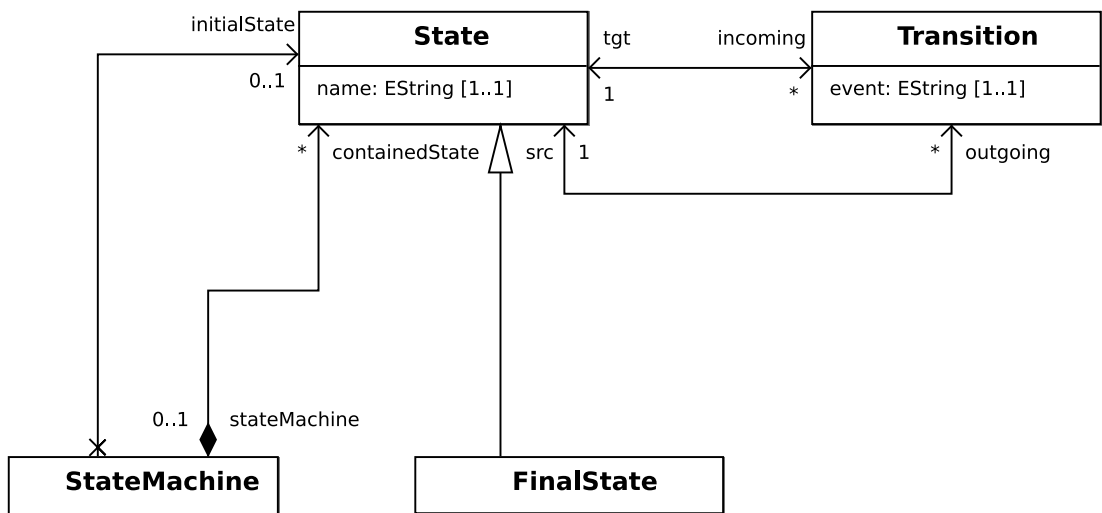 initialState
State
tgt
incoming
Transition
0..1
name: EString [1..1]
1
*
event: EString [1..1]
*
containedState
src
1
*
outgoing
0..1
stateMachine
StateMachine
FinalState